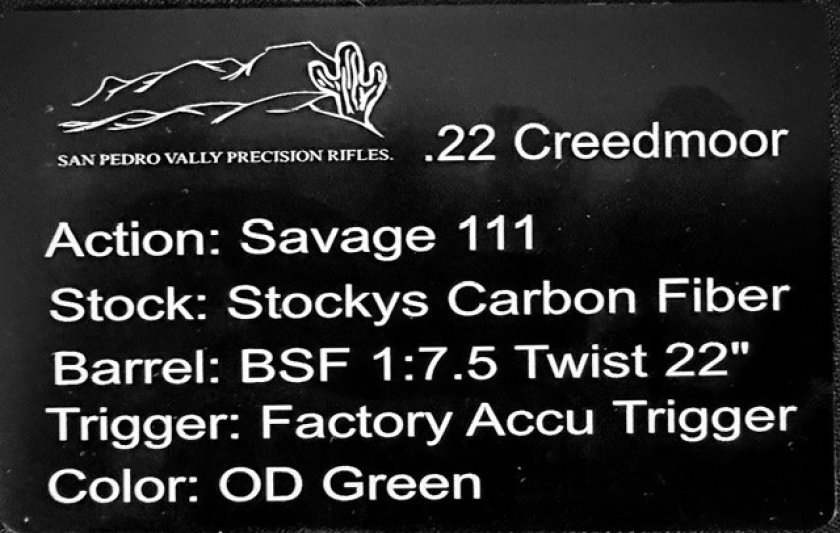 SAN PEDRO VALLY PRECISION RIFLES.
.22 Creedmoor
Action: Savage 111
Stock: Stockys Carbon Fiber
Barrel: BSF 1:7.5 Twist 22"
Trigger: Factory Accu Trigger
Color: OD Green